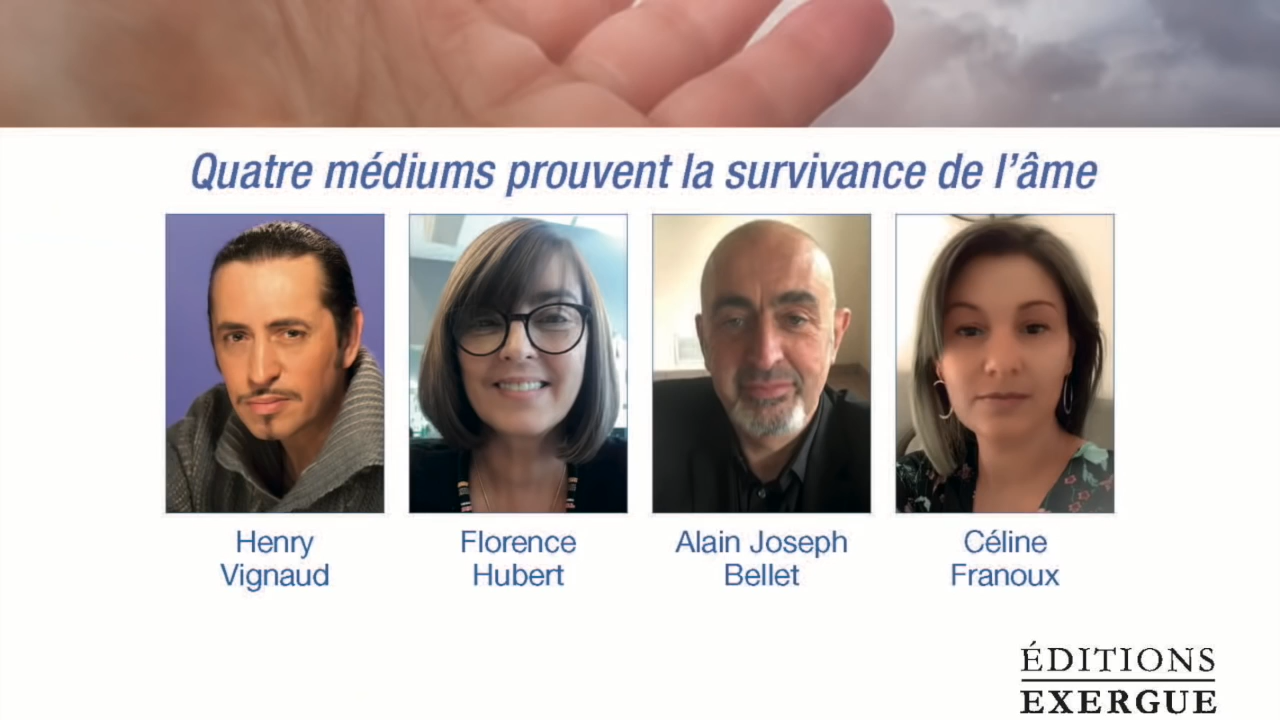 Quatre médiums prouvent la survivance de l’âme
Henry
Vignaud
Florence
Hubert
Alain Joseph
Bellet
Céline
Franoux
ÉDITIONS
EXERGUE